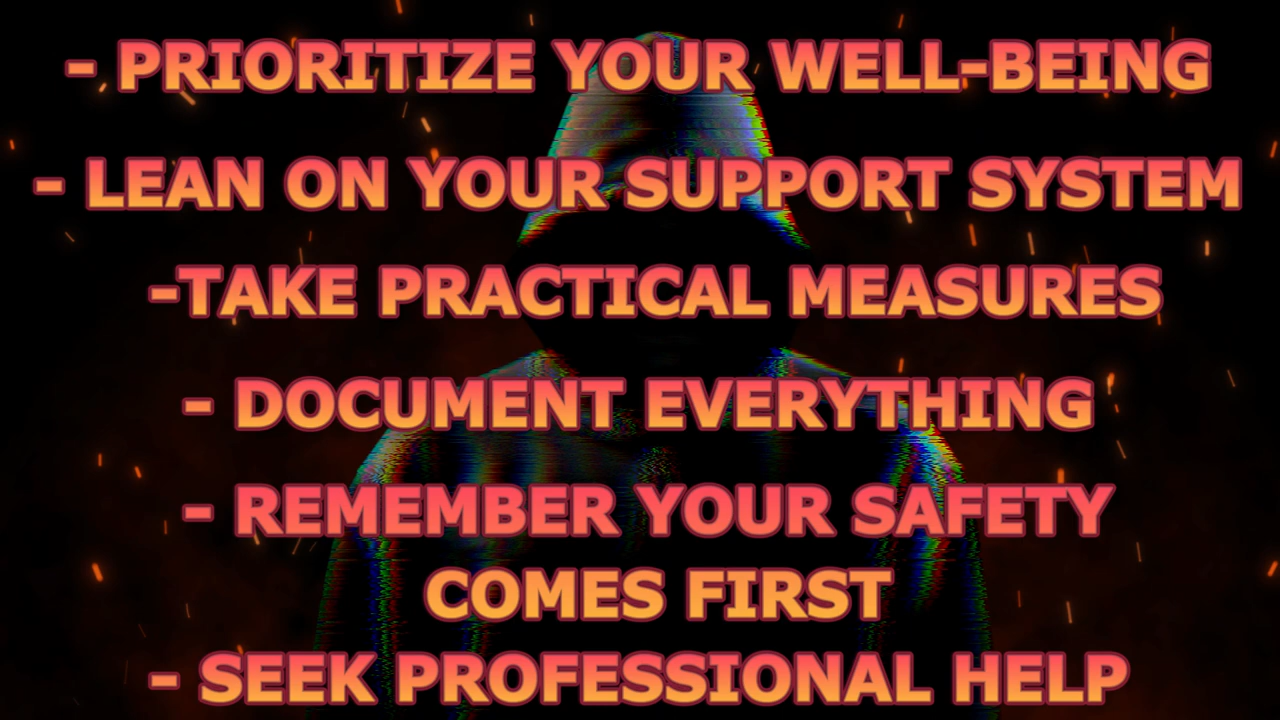 - PRIORITIZE YOUR WELL-BEING
- LEAN ON YOUR SUPPORT SYSTEM
-TAKE PRACTICAL MEASURES
- DOCUMENT EVERYTHING
- REMEMBER YOUR SAFETY
COMES FIRST
- SEEK PROFESSIONAL HELP